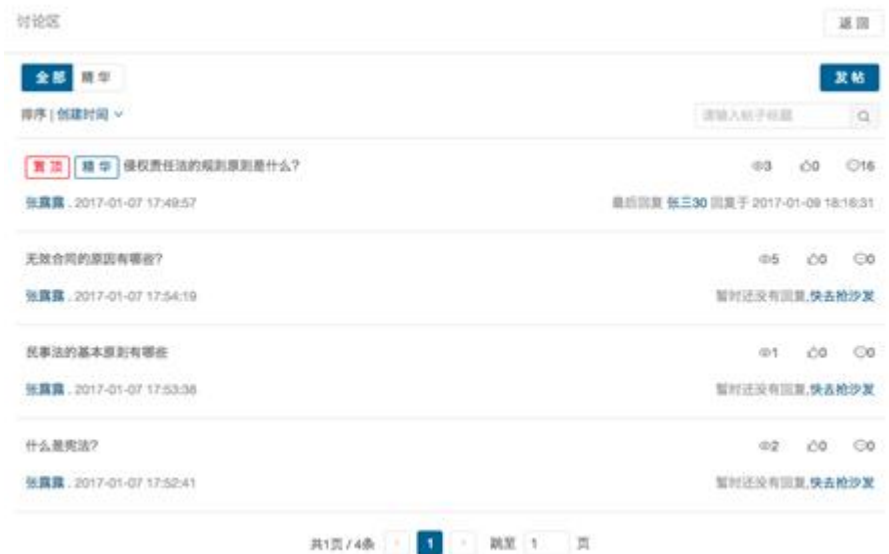 讨论区 返回
全部 精华 发帖
排序 | 创建时间 请输入帖子标题
置顶 精华 侵权责任法的规则原则是什么? 3 0 16
张露露 . 2017-01-07 17:49:57 最后回复 张三30 回复于 2017-01-09 18:16:31
无效合同的原因有哪些? 5 0 0
张露露 . 2017-01-07 17:54:19 暂时还没有回复,快去抢沙发
民事法的基本原则有哪些 1 0 0
张露露 . 2017-01-07 17:53:38 暂时还没有回复,快去抢沙发
什么是宪法? 2 0 0
张露露 . 2017-01-07 17:52:41 暂时还没有回复,快去抢沙发
共1页 / 4条 1 跳至 1 页